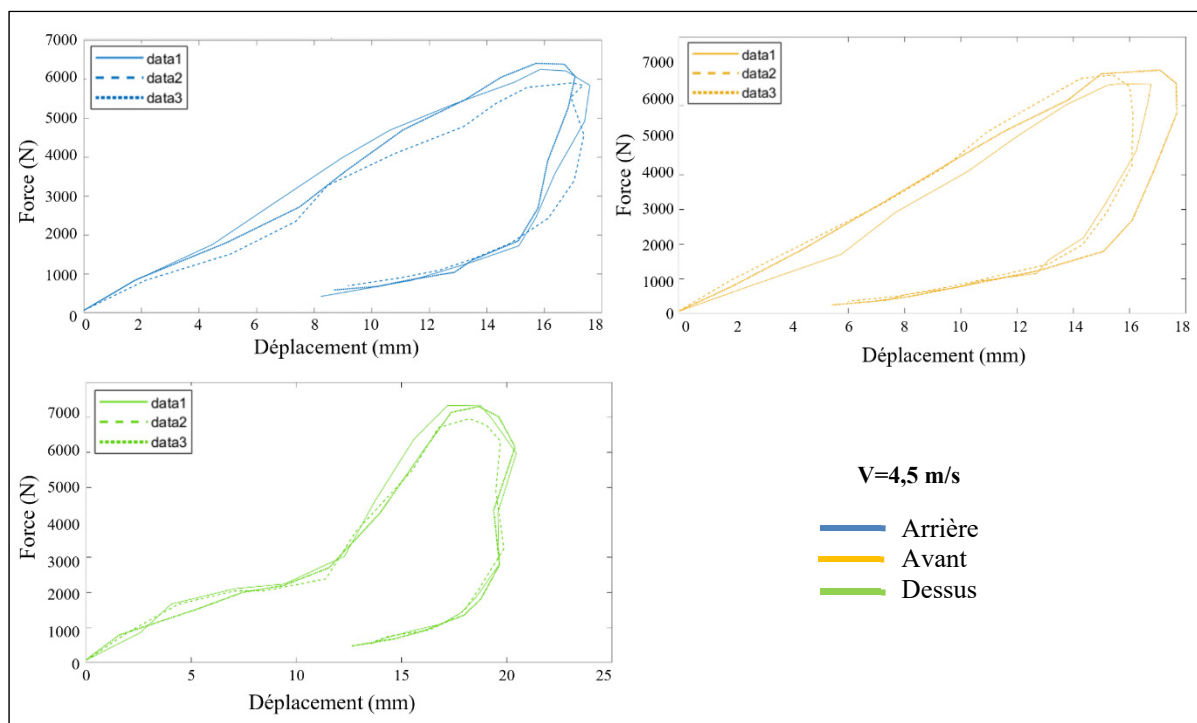 7000
6000
5000
4000
3000
2000
1000
0
Force (N)
data1
data2
data3
0 2 4 6 8 10 12 14 16 18
Déplacement (mm)
7000
6000
5000
4000
3000
2000
1000
0
Force (N)
data1
data2
data3
0 2 4 6 8 10 12 14 16 18
Déplacement (mm)
7000
6000
5000
4000
3000
2000
1000
0
Force (N)
data1
data2
data3
0 5 10 15 20 25
Déplacement (mm)
V=4,5 m/s
Arrière
Avant
Dessus